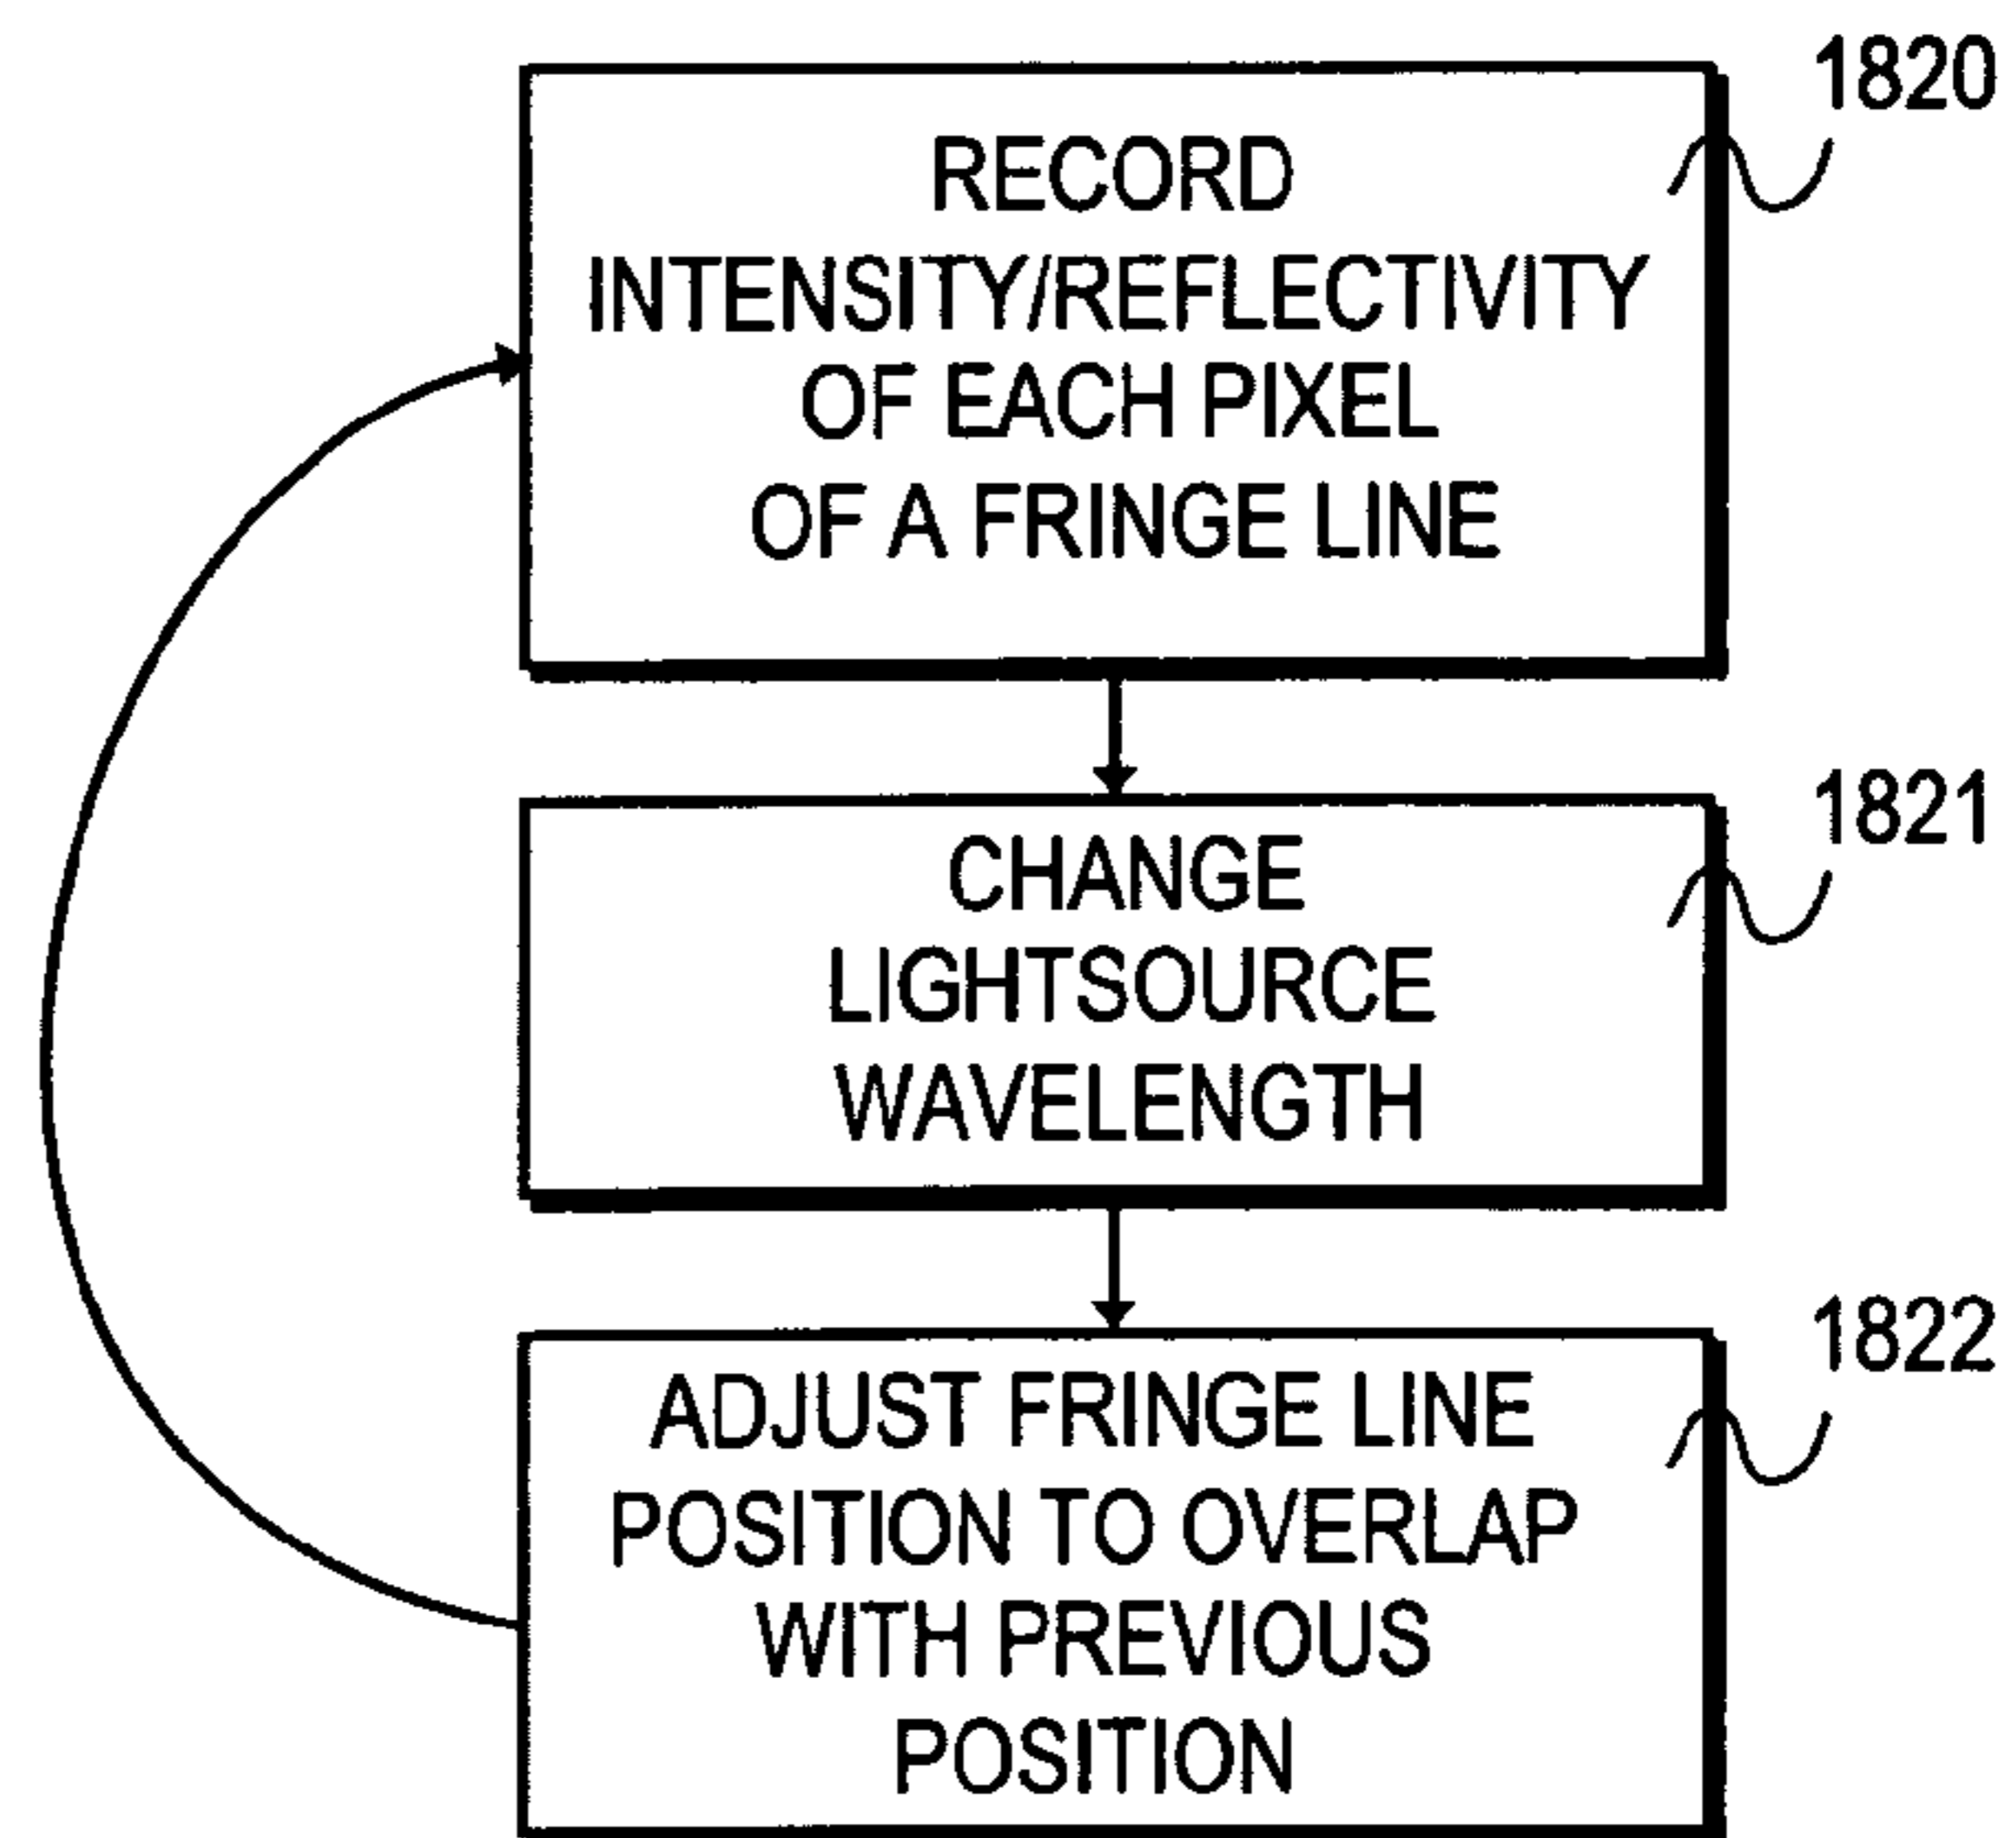 1820
RECORD
INTENSITY/REFLECTIVITY
OF EACH PIXEL
OF A FRINGE LINE
1821
CHANGE
LIGHTSOURCE
WAVELENGTH
1822
ADJUST FRINGE LINE
POSITION TO OVERLAP
WITH PREVIOUS
POSITION